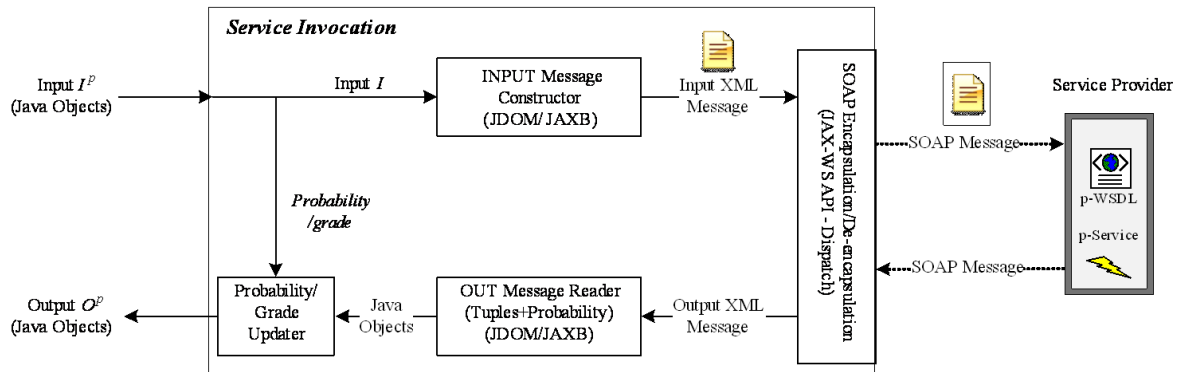 Service Invocation
Input I^p
(Java Objects)
Input I
INPUT Message
Constructor
(JDOM/JAXB)
Input XML
Message
SOAP Encapsulation/De-encapsulation
(JAX-WS API - Dispatch)
SOAP Message
Service Provider
p-WSDL
p-Service
Probability
/grade
SOAP Message
Output O^p
(Java Objects)
Probability/
Grade
Updater
Java
Objects
OUT Message Reader
(Tuples+Probability)
(JDOM/JAXB)
Output XML
Message